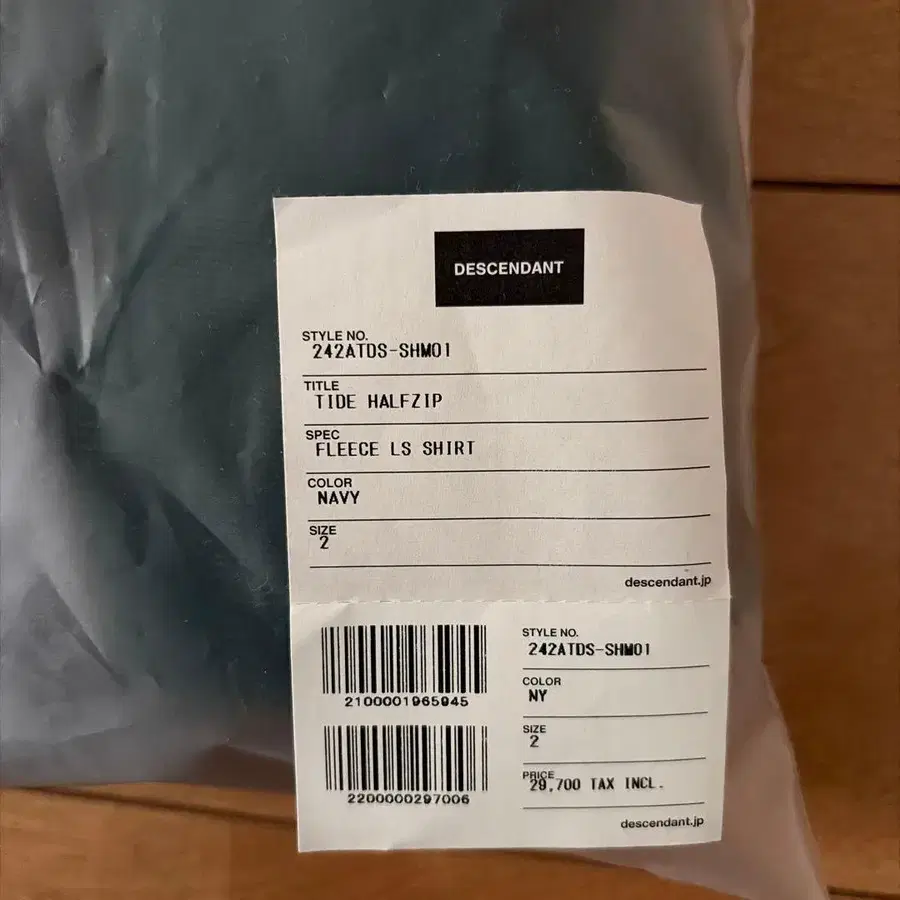 DESCENDANT
STYLE NO.
242ATDS-SHM01
TITLE
TIDE HALFZIP
SPEC
FLEECE LS SHIRT
COLOR
NAVY
SIZE
2
descendant.jp
2100001965945
2200000297006
STYLE NO.
242ATDS-SHM01
COLOR
NY
SIZE
2
PRICE
29,700 TAX INCL.
descendant.jp